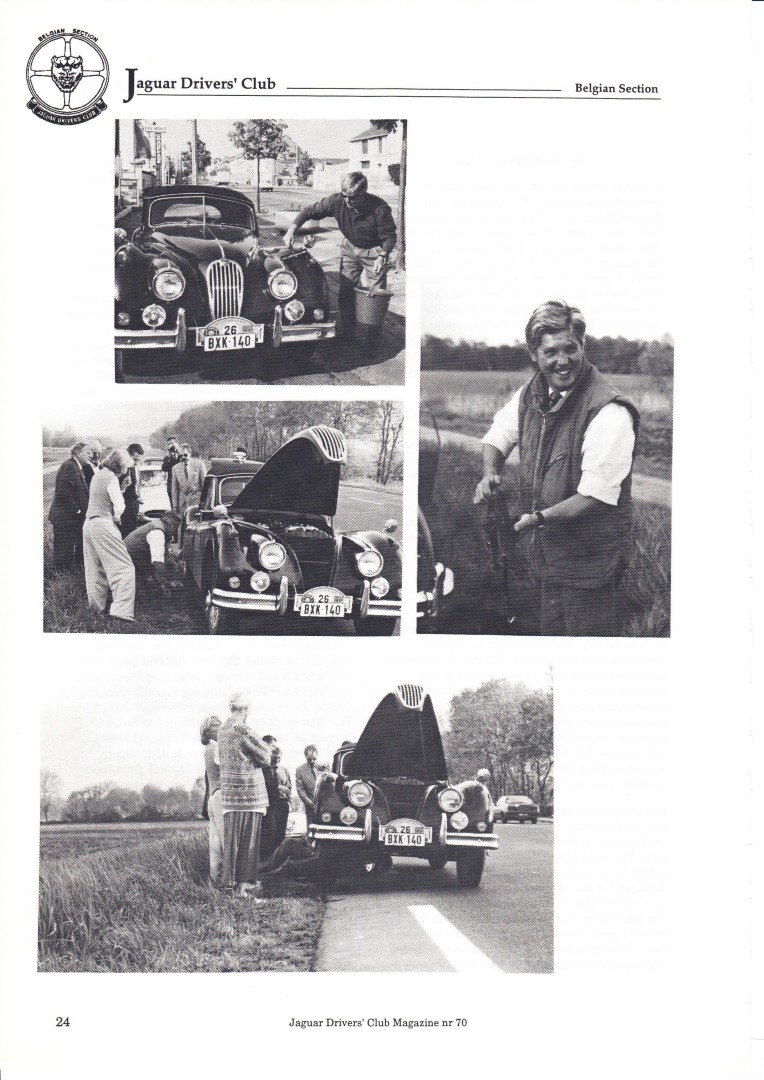 BELGIAN SECTION
JAGUAR DRIVERS CLUB
Jaguar Drivers' Club
Belgian Section
26
BXK·140
26
BXK 140
26
BXK·140
24
Jaguar Drivers' Club Magazine nr 70